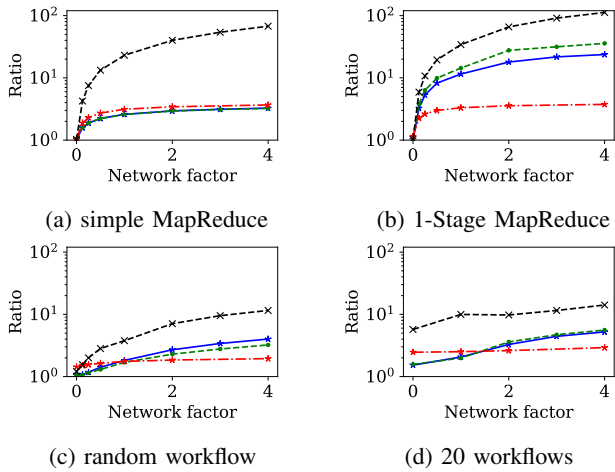 10²
10¹
10⁰
Ratio
0 2 4
Network factor
(a) simple MapReduce
10²
10¹
10⁰
Ratio
0 2 4
Network factor
(b) 1-Stage MapReduce
10²
10¹
10⁰
Ratio
0 2 4
Network factor
(c) random workflow
10²
10¹
10⁰
Ratio
0 2 4
Network factor
(d) 20 workflows